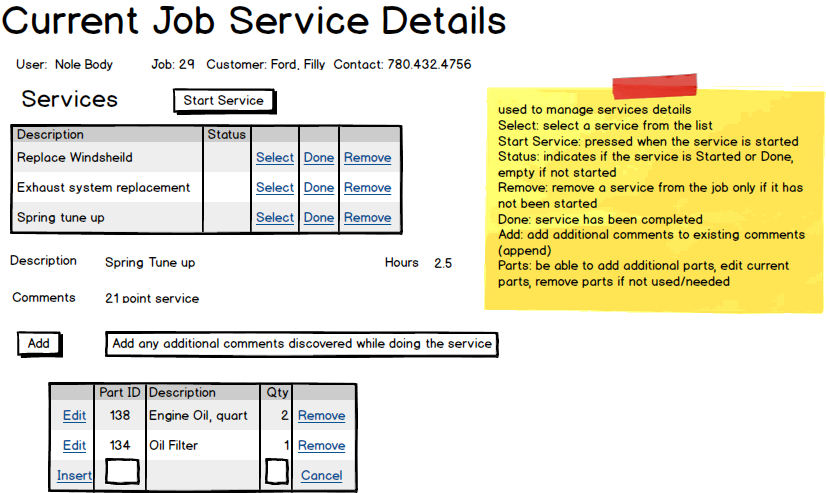 Current Job Service Details
User: Nole Body Job: 29 Customer: Ford, Filly Contact: 780.432.4756
Services Start Service
Description Status
Replace Windsheild Select Done Remove
Exhaust system replacement Select Done Remove
Spring tune up Select Done Remove
Description Spring Tune up Hours 2.5
Comments 21 point service
Add Add any additional comments discovered while doing the service
Part ID Description Qty
Edit 138 Engine Oil, quart 2 Remove
Edit 134 Oil Filter 1 Remove
Insert Cancel
used to manage services details
Select: select a service from the list
Start Service: pressed when the service is started
Status: indicates if the service is Started or Done,
empty if not started
Remove: remove a service from the job only if it has
not been started
Done: service has been completed
Add: add additional comments to existing comments
(append)
Parts: be able to add additional parts, edit current
parts, remove parts if not used/needed